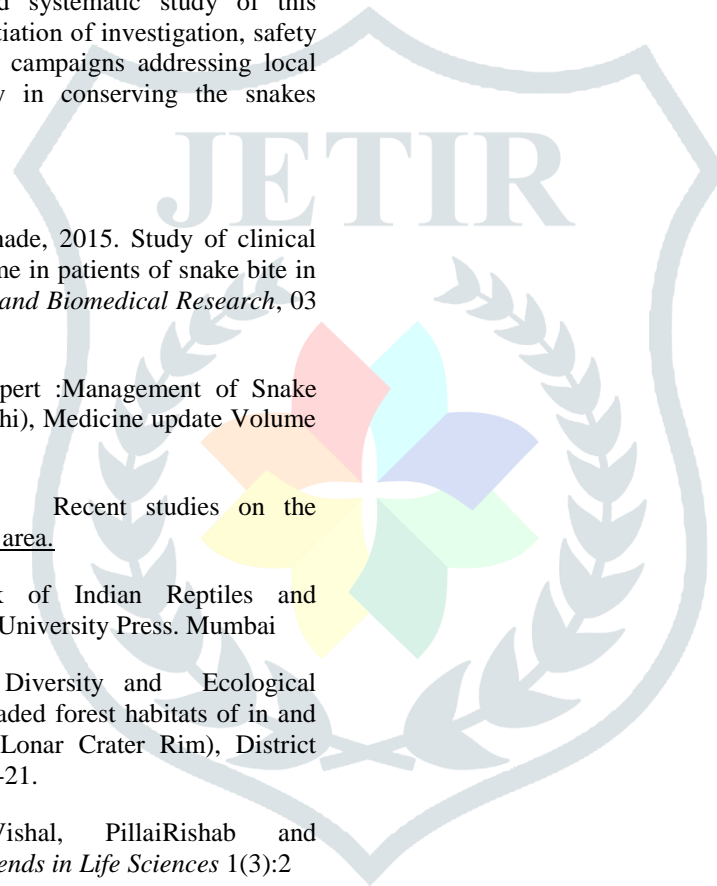 d systematic study of this
tiation of investigation, safety
campaigns addressing local
y in conserving the snakes
JETIR
nade, 2015. Study of clinical
me in patients of snake bite in
and Biomedical Research, 03
pert :Management of Snake
hi), Medicine update Volume
Recent studies on the
area.
k of Indian Reptiles and
University Press. Mumbai
Diversity and Ecological
aded forest habitats of in and
Lonar Crater Rim), District
-21.
Vishal, PillaiRishab and
ends in Life Sciences 1(3):2